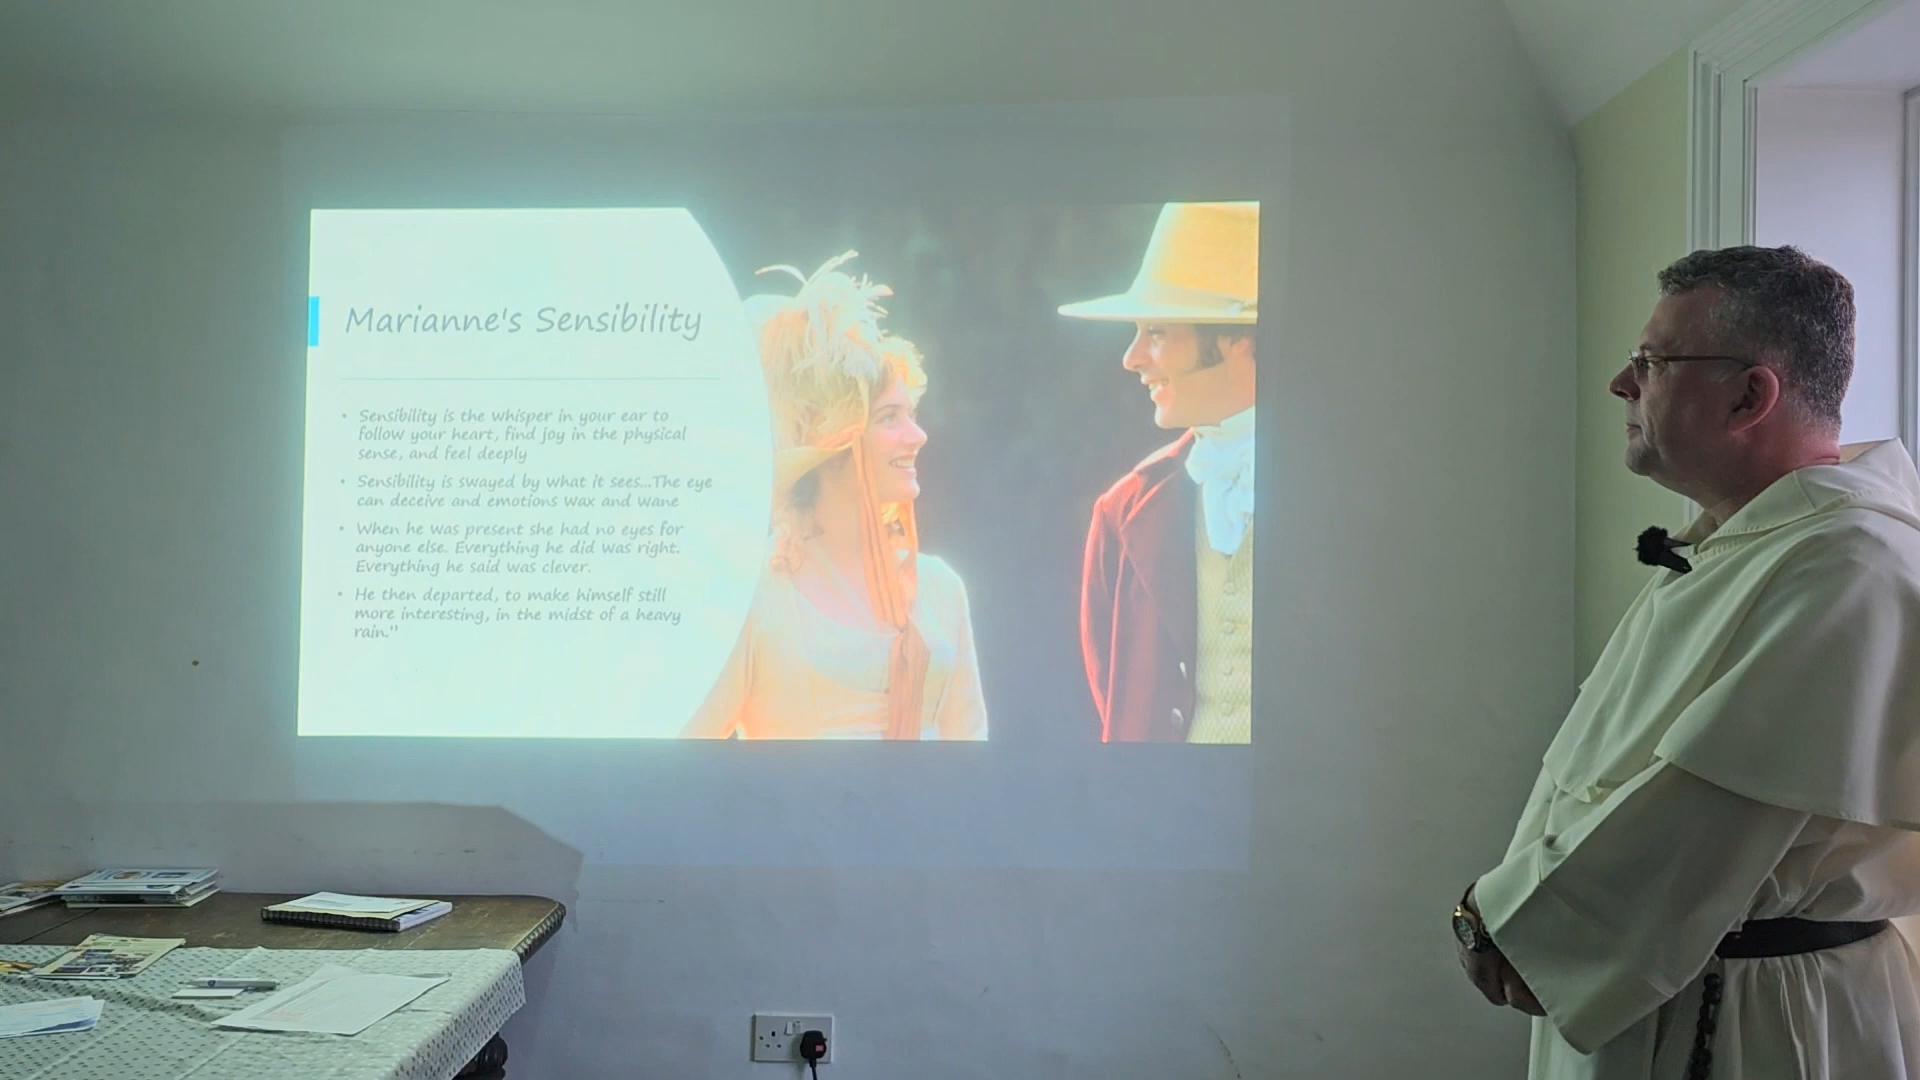 Marianne's Sensibility
• Sensibility is the whisper in your ear to
follow your heart, find joy in the physical
sense, and feel deeply
• Sensibility is swayed by what it sees...The eye
can deceive and emotions wax and wane
• When he was present she had no eyes for
anyone else. Everything he did was right.
Everything he said was clever.
• He then departed, to make himself still
more interesting, in the midst of a heavy
rain."